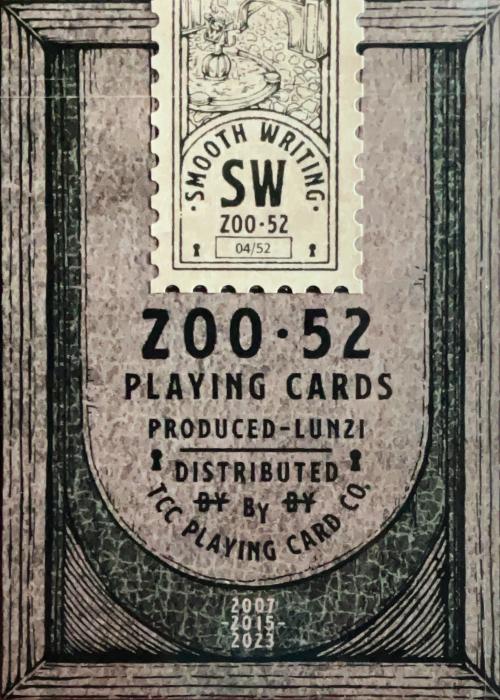 ·SMOOTH WRITING·
SW
ZOO·52
04/52
ZOO·52
PLAYING CARDS
PRODUCED-LUNZI
DISTRIBUTED
BY By BY
TCC PLAYING CARD CO.
2007
-2015-
2023